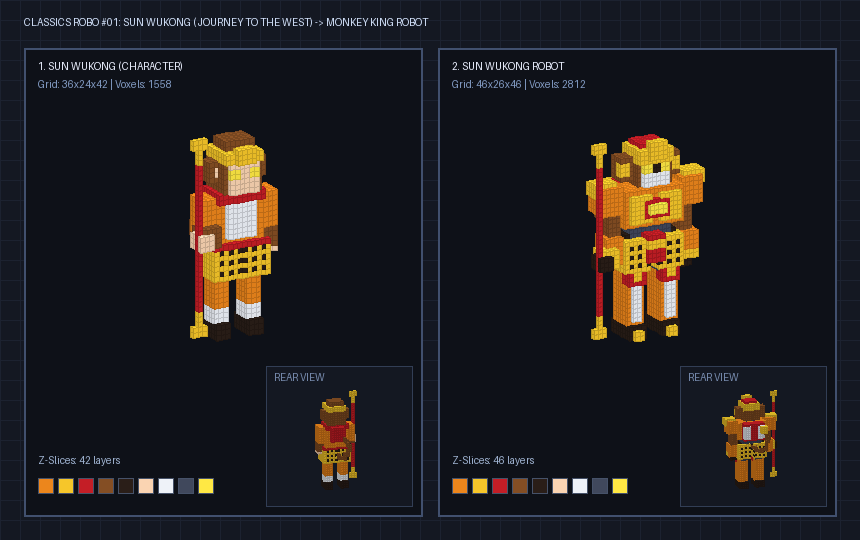 CLASSICS ROBO #01: SUN WUKONG (JOURNEY TO THE WEST) -> MONKEY KING ROBOT
1. SUN WUKONG (CHARACTER)
Grid: 36x24x42 | Voxels: 1558
REAR VIEW
Z-Slices: 42 layers
2. SUN WUKONG ROBOT
Grid: 46x26x46 | Voxels: 2812
REAR VIEW
Z-Slices: 46 layers